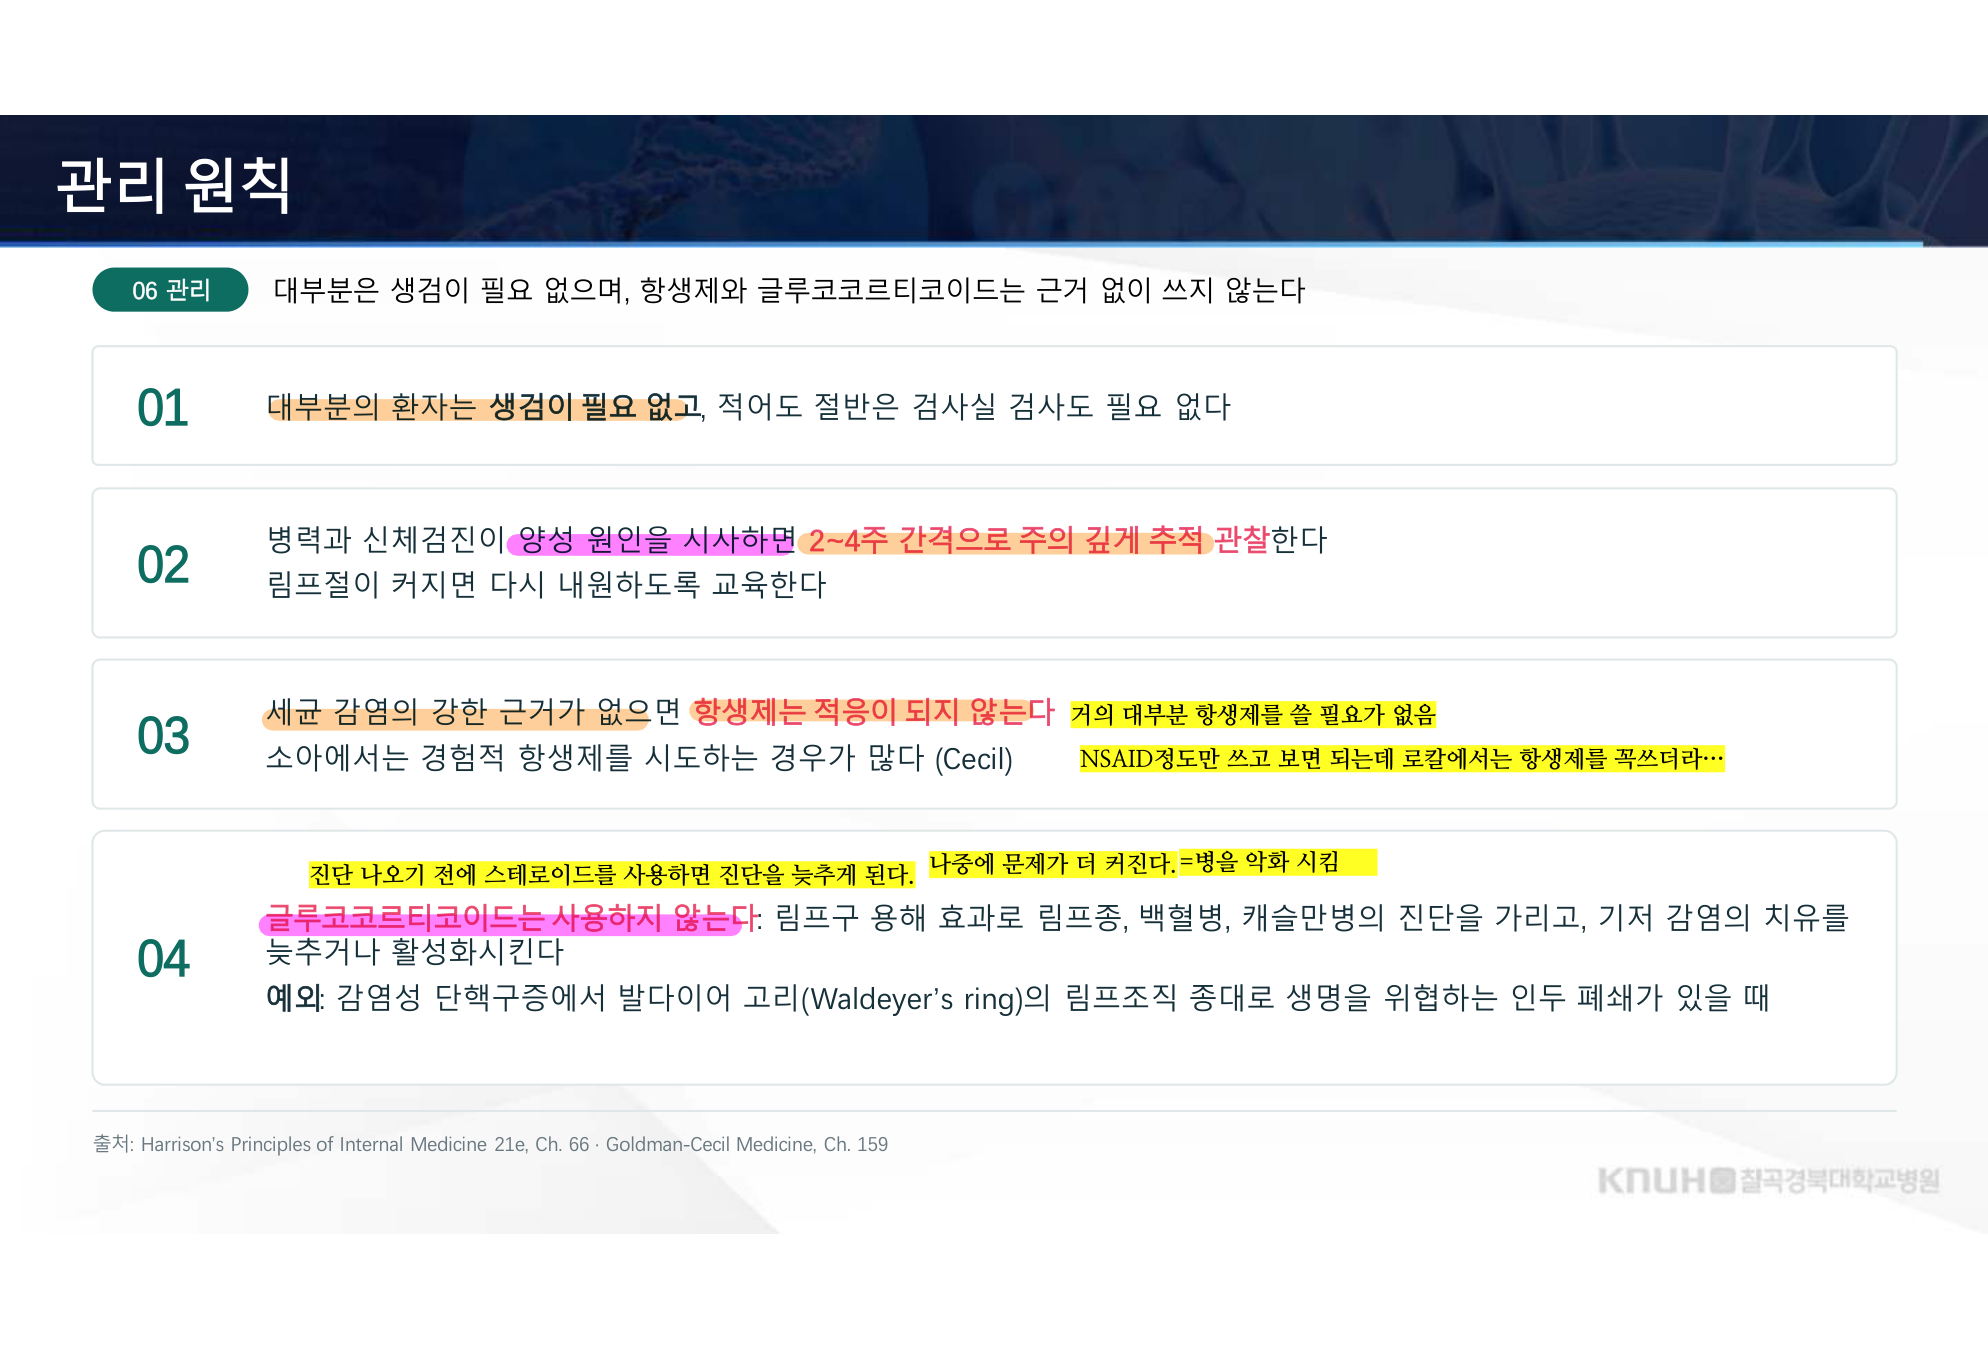 관리 원칙
06 관리
대부분은 생검이 필요 없으며, 항생제와 글루코코르티코이드는 근거 없이 쓰지 않는다
01
대부분의 환자는 생검이 필요 없고, 적어도 절반은 검사실 검사도 필요 없다
02
병력과 신체검진이 양성 원인을 시사하면 2~4주 간격으로 주의 깊게 추적 관찰한다
림프절이 커지면 다시 내원하도록 교육한다
03
세균 감염의 강한 근거가 없으면 항생제는 적응이 되지 않는다 거의 대부분 항생제를 쓸 필요가 없음
소아에서는 경험적 항생제를 시도하는 경우가 많다 (Cecil) NSAID정도만 쓰고 보면 되는데 로칼에서는 항생제를 꼭쓰더라…
진단 나오기 전에 스테로이드를 사용하면 진단을 늦추게 된다. 나중에 문제가 더 커진다.=병을 악화 시킴
04
글루코코르티코이드는 사용하지 않는다: 림프구 용해 효과로 림프종, 백혈병, 캐슬만병의 진단을 가리고, 기저 감염의 치유를
늦추거나 활성화시킨다
예외: 감염성 단핵구증에서 발다이어 고리(Waldeyer’s ring)의 림프조직 종대로 생명을 위협하는 인두 폐쇄가 있을 때
출처: Harrison’s Principles of Internal Medicine 21e, Ch. 66 · Goldman-Cecil Medicine, Ch. 159
KNUH 칠곡경북대학교병원